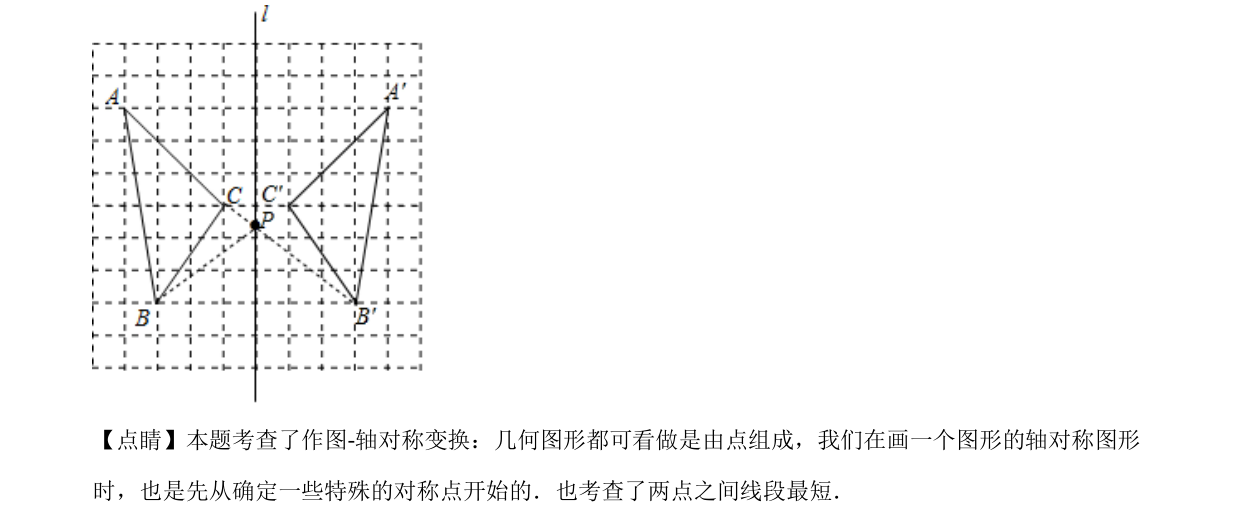 l
A
A'
C
C'
P
B
B'
【点睛】本题考查了作图-轴对称变换：几何图形都可看做是由点组成，我们在画一个图形的轴对称图形
时，也是先从确定一些特殊的对称点开始的．也考查了两点之间线段最短．